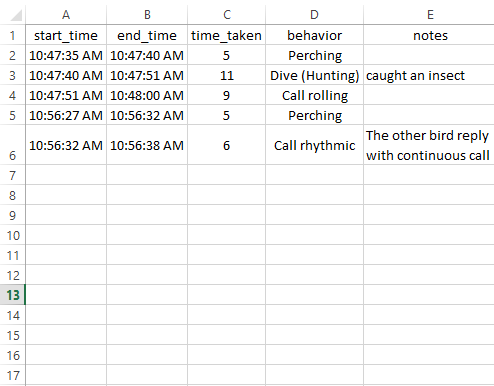 A B C D E
1 start_time end_time time_taken behavior notes
2 10:47:35 AM 10:47:40 AM 5 Perching
3 10:47:40 AM 10:47:51 AM 11 Dive (Hunting) caught an insect
4 10:47:51 AM 10:48:00 AM 9 Call rolling
5 10:56:27 AM 10:56:32 AM 5 Perching
6 10:56:32 AM 10:56:38 AM 6 Call rhythmic The other bird reply
with continuous call
7
8
9
10
11
12
13
14
15
16
17